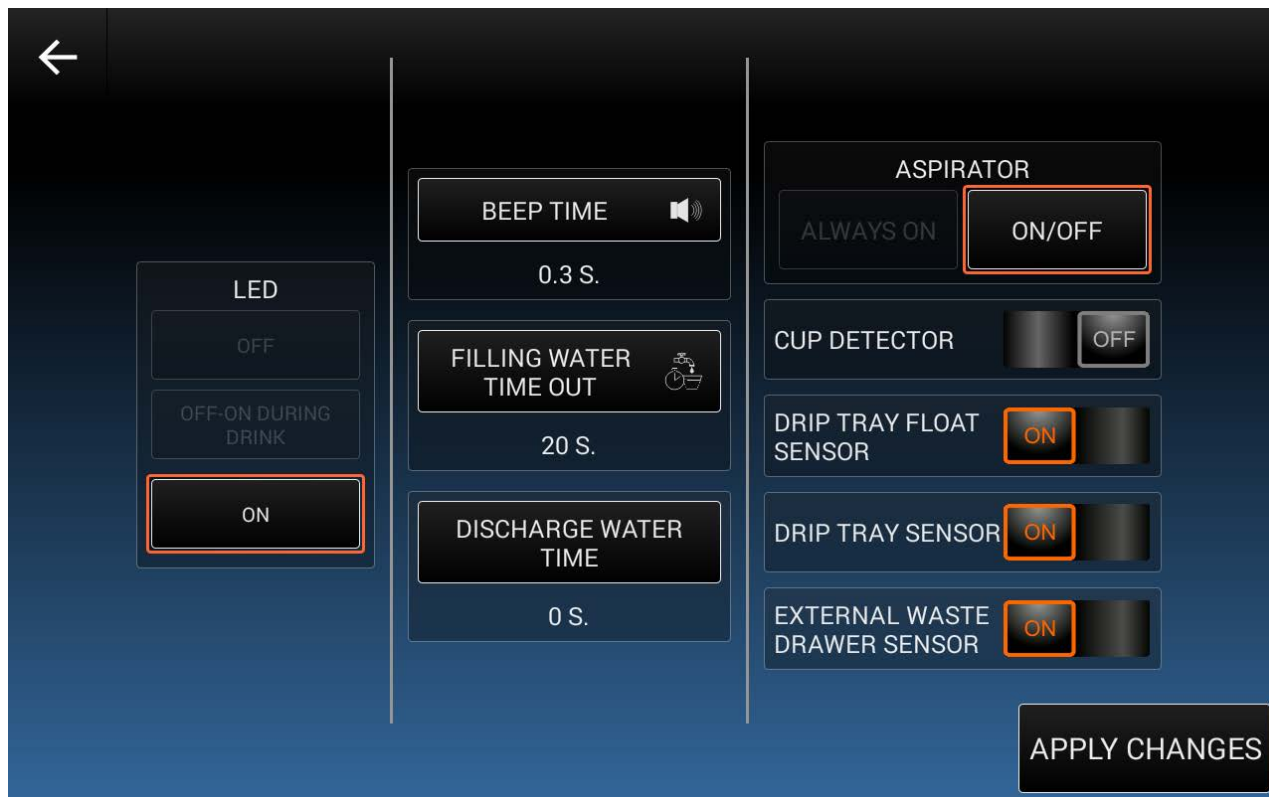 LED
OFF
OFF-ON DURING
DRINK
ON
BEEP TIME
0.3 S.
FILLING WATER
TIME OUT
20 S.
DISCHARGE WATER
TIME
0 S.
ASPIRATOR
ALWAYS ON
ON/OFF
CUP DETECTOR
OFF
DRIP TRAY FLOAT
SENSOR
ON
DRIP TRAY SENSOR
ON
EXTERNAL WASTE
DRAWER SENSOR
ON
APPLY CHANGES